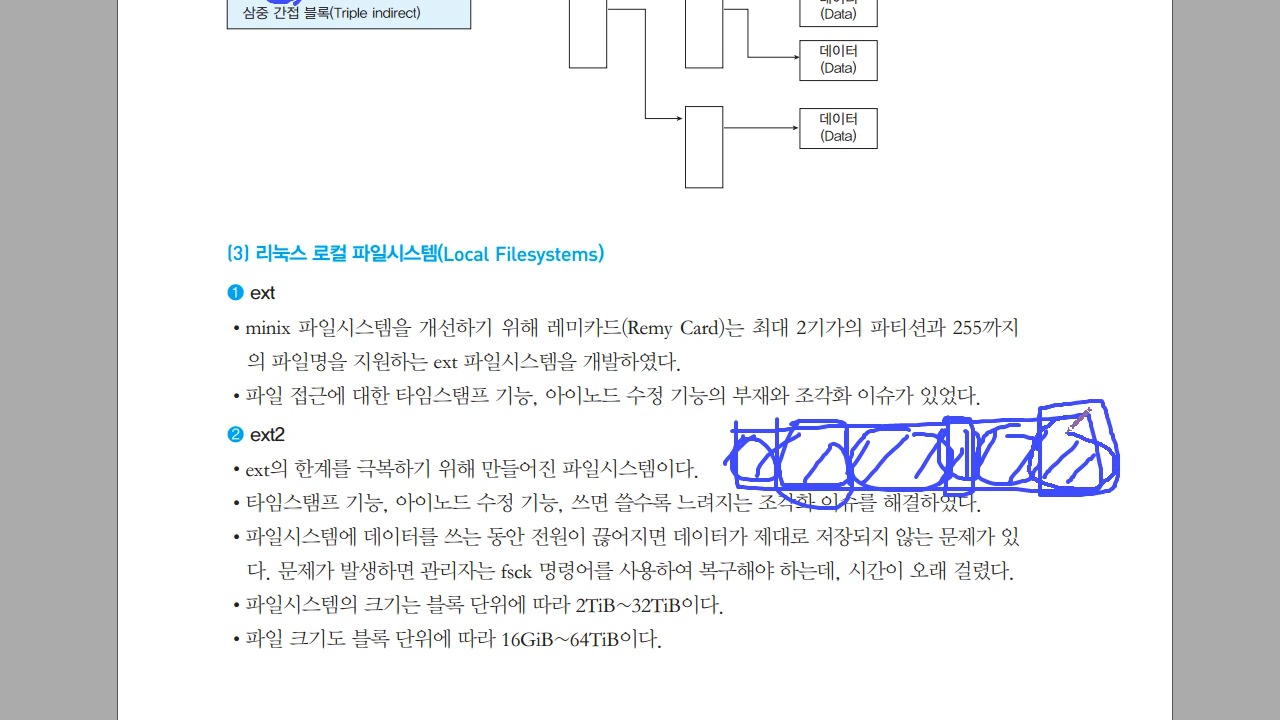 삼중 간접 블록(Triple indirect)
(Data)
데이터
(Data)
데이터
(Data)
(3) 리눅스 로컬 파일시스템(Local Filesystems)
1 ext
• minix 파일시스템을 개선하기 위해 레미카드(Remy Card)는 최대 2기가의 파티션과 255까지
의 파일명을 지원하는 ext 파일시스템을 개발하였다.
• 파일 접근에 대한 타임스탬프 기능, 아이노드 수정 기능의 부재와 조각화 이슈가 있었다.
2 ext2
• ext의 한계를 극복하기 위해 만들어진 파일시스템이다.
• 타임스탬프 기능, 아이노드 수정 기능, 쓰면 쓸수록 느려지는 조각화 이슈를 해결하였다.
• 파일시스템에 데이터를 쓰는 동안 전원이 끊어지면 데이터가 제대로 저장되지 않는 문제가 있
다. 문제가 발생하면 관리자는 fsck 명령어를 사용하여 복구해야 하는데, 시간이 오래 걸렸다.
• 파일시스템의 크기는 블록 단위에 따라 2TiB~32TiB이다.
• 파일 크기도 블록 단위에 따라 16GiB~64TiB이다.